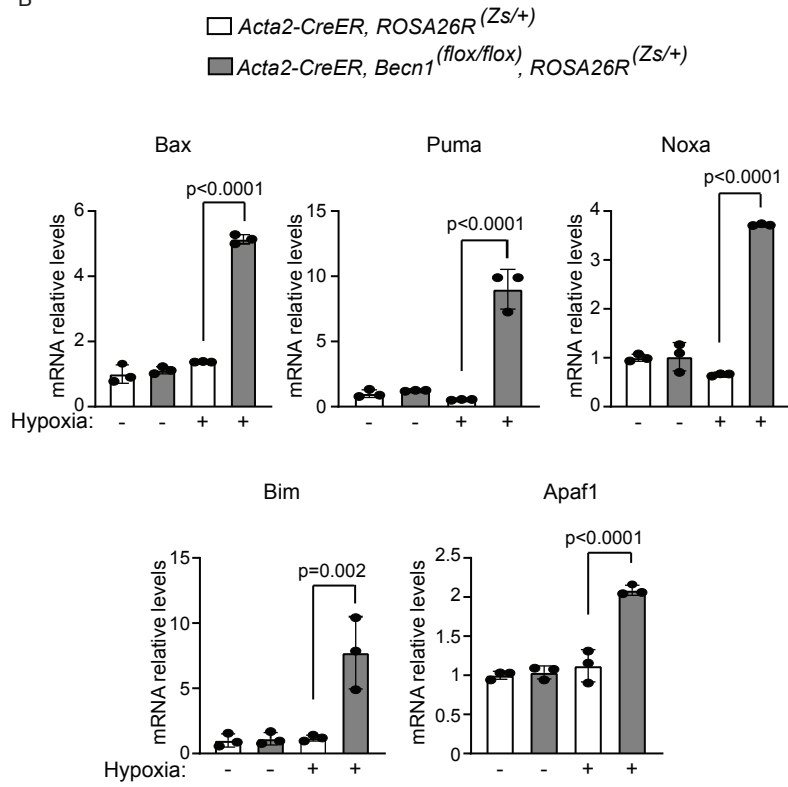 B
Acta2-CreER, ROSA26R (Zs/+)
Acta2-CreER, Becn1 (flox/flox), ROSA26R (Zs/+)
Bax
Puma
Noxa
p<0.0001
p<0.0001
p<0.0001
mRNA relative levels
6
4
2
0
mRNA relative levels
15
10
5
0
mRNA relative levels
4
3
2
1
0
Hypoxia: - - + +
- - + +
- - + +
Bim
Apaf1
p=0.002
p<0.0001
mRNA relative levels
15
10
5
0
mRNA relative levels
2.5
2
1.5
1
0.5
0
Hypoxia: - - + +
- - + +